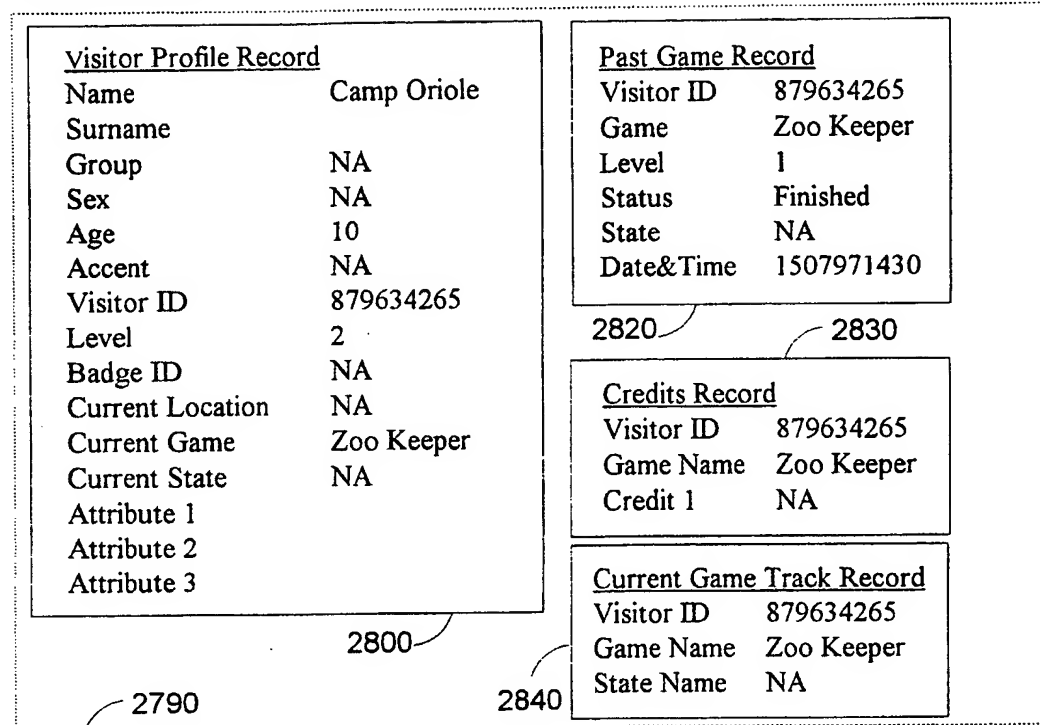 Visitor Profile Record
Name Camp Oriole
Surname
Group NA
Sex NA
Age 10
Accent NA
Visitor ID 879634265
Level 2
Badge ID NA
Current Location NA
Current Game Zoo Keeper
Current State NA
Attribute 1
Attribute 2
Attribute 3
2800
2790
Past Game Record
Visitor ID 879634265
Game Zoo Keeper
Level 1
Status Finished
State NA
Date&Time 1507971430
2820
2830
Credits Record
Visitor ID 879634265
Game Name Zoo Keeper
Credit 1 NA
Current Game Track Record
Visitor ID 879634265
Game Name Zoo Keeper
State Name NA
2840